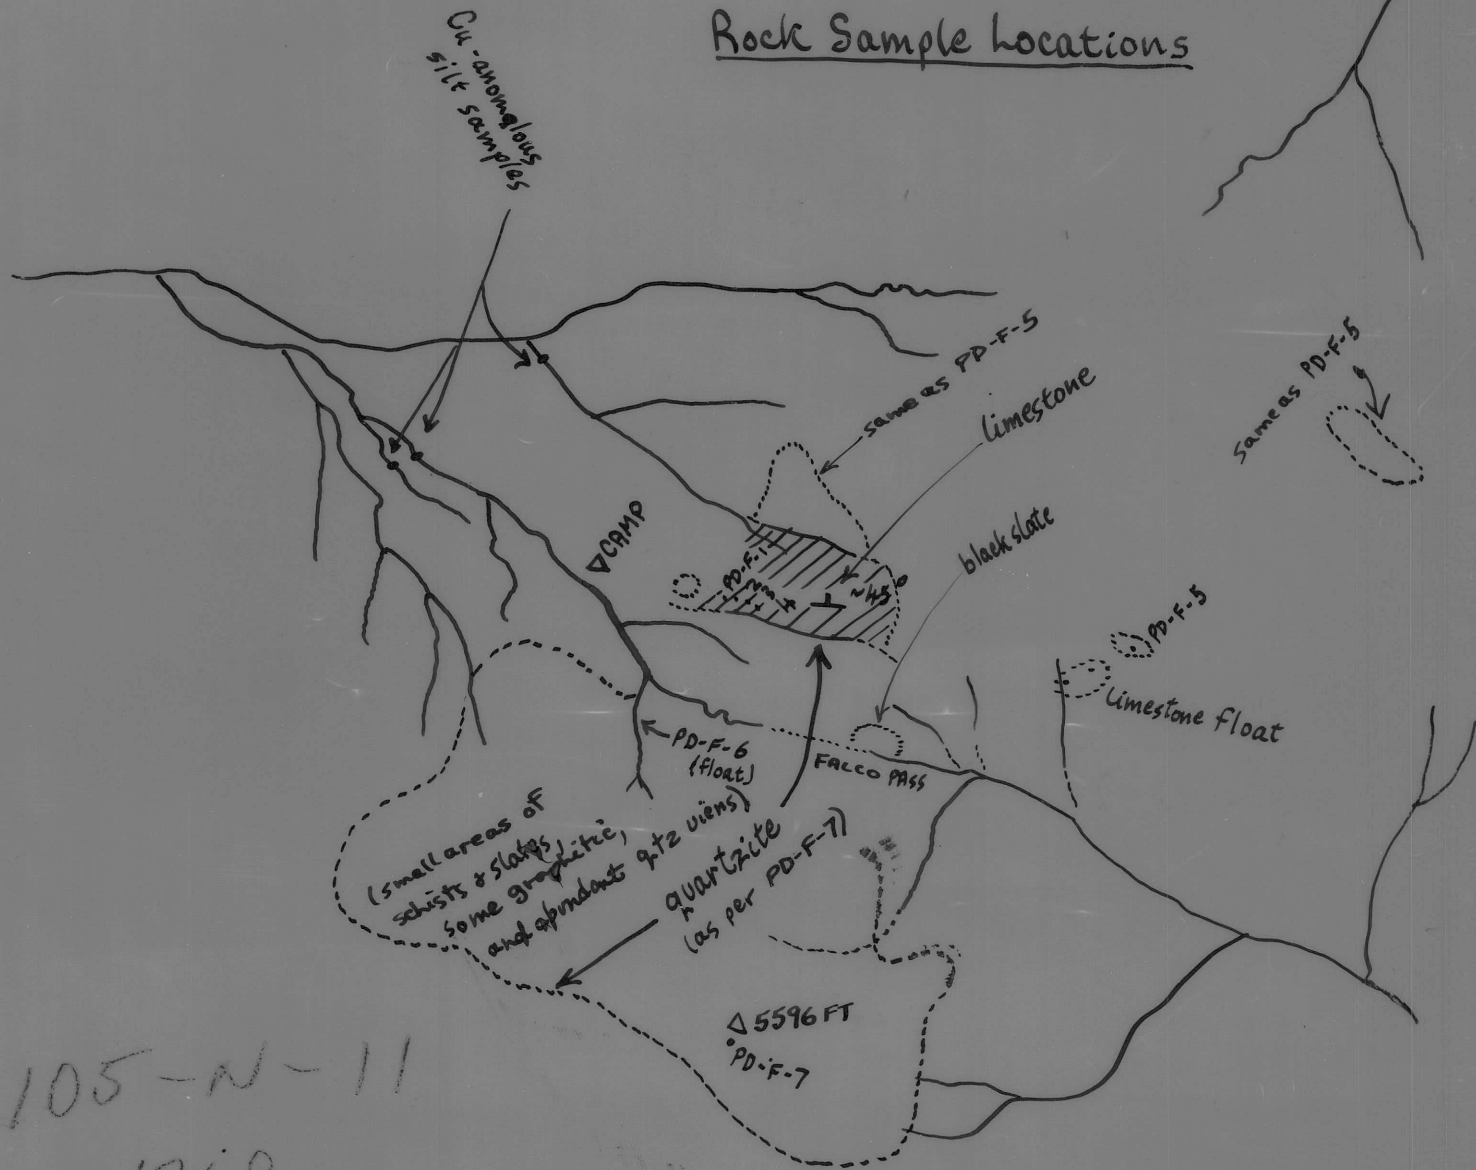 Rock Sample Locations
Cu-anomalous
silt samples
same as PD-F-5
limestone
same as PD-F-5
black slate
▽CAMP
PD-F-1
~45°
PD-F-5
limestone float
PD-F-6
(float)
FALCO PASS
(small areas of
schists & slates,
some graphitic,
and abundant qtz viens)
quartzite
(as per PD-F-7)
△ 5596 FT
PD-F-7
105-N-11